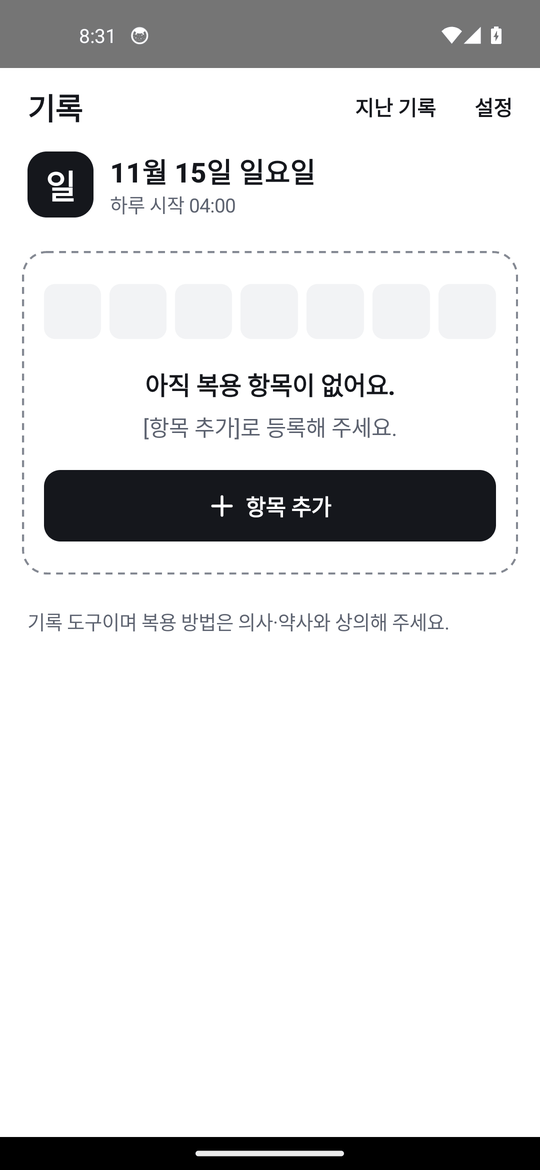 8:31
기록
지난 기록
설정
일
11월 15일 일요일
하루 시작 04:00
아직 복용 항목이 없어요.
[항목 추가]로 등록해 주세요.
+ 항목 추가
기록 도구이며 복용 방법은 의사·약사와 상의해 주세요.